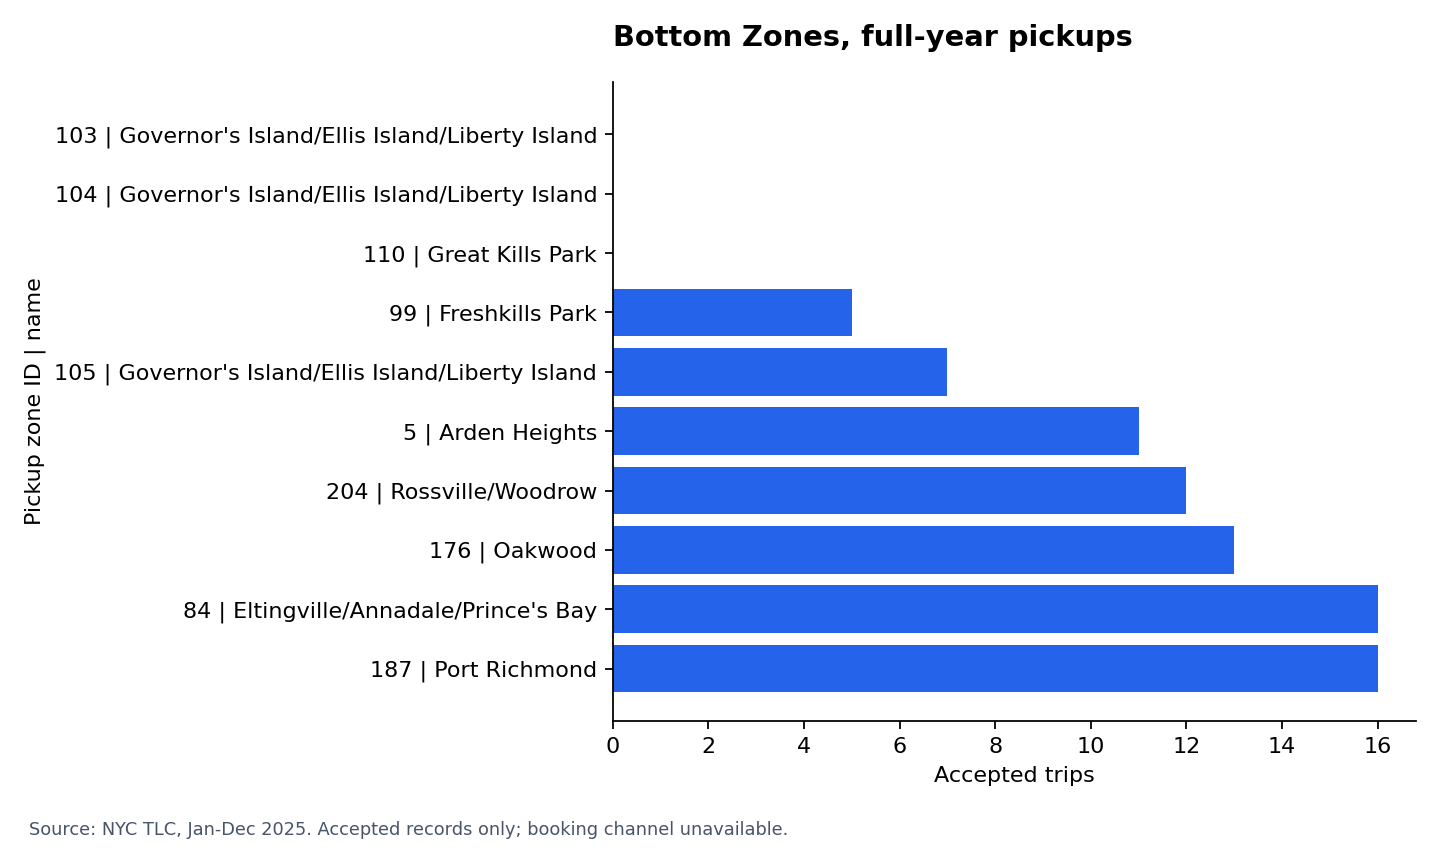 Bottom Zones, full-year pickups
103 | Governor's Island/Ellis Island/Liberty Island
104 | Governor's Island/Ellis Island/Liberty Island
110 | Great Kills Park
99 | Freshkills Park
105 | Governor's Island/Ellis Island/Liberty Island
5 | Arden Heights
204 | Rossville/Woodrow
176 | Oakwood
84 | Eltingville/Annadale/Prince's Bay
187 | Port Richmond
Pickup zone ID | name
0 2 4 6 8 10 12 14 16
Accepted trips
Source: NYC TLC, Jan-Dec 2025. Accepted records only; booking channel unavailable.